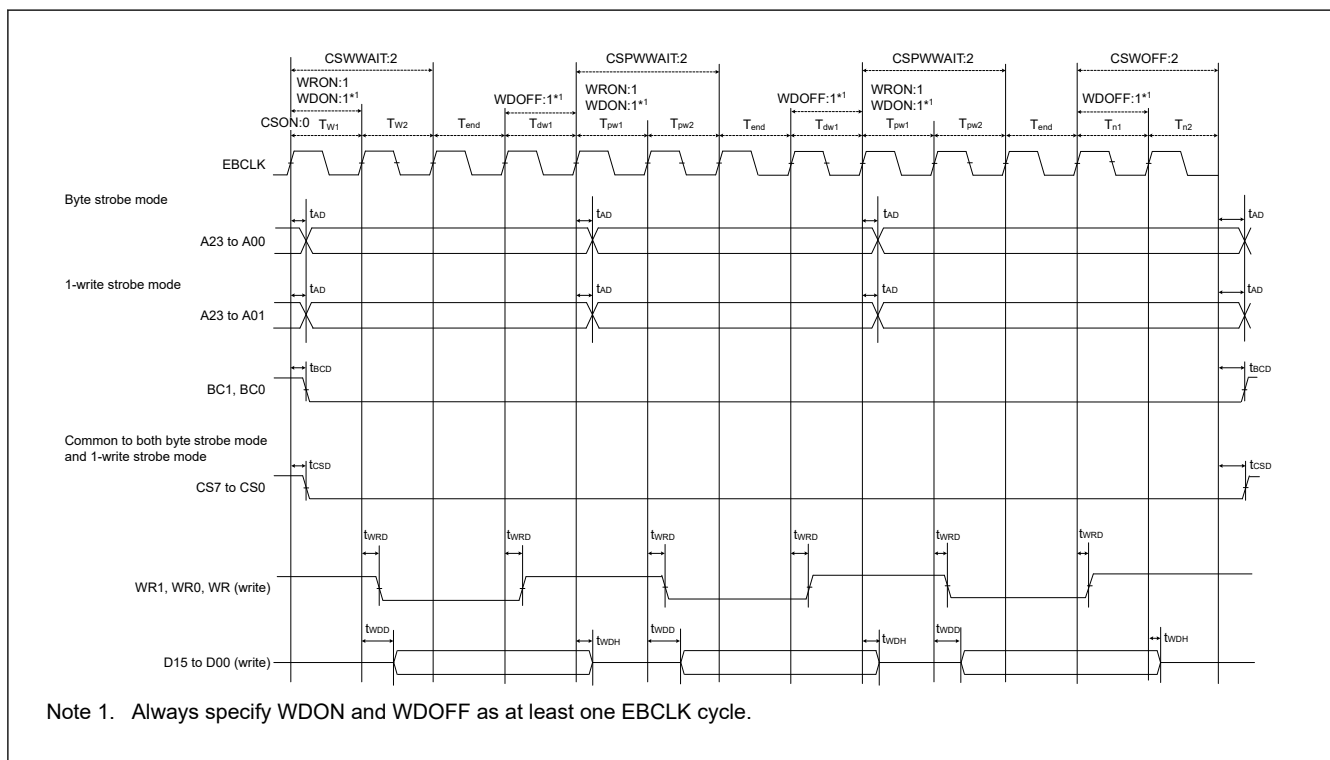 CSWWAIT:2 CSPWWAIT:2 CSPWWAIT:2 CSWOFF:2
WRON:1 WRON:1 WRON:1
WDON:1*1 WDOFF:1*1 WDON:1*1 WDOFF:1*1 WDON:1*1 WDOFF:1*1
CSON:0 TW1 TW2 Tend Tdw1 Tpw1 Tpw2 Tend Tdw1 Tpw1 Tpw2 Tend Tn1 Tn2
EBCLK
Byte strobe mode
tAD tAD tAD tAD
A23 to A00
1-write strobe mode
tAD tAD tAD tAD
A23 to A01
tBCD tBCD
BC1, BC0
Common to both byte strobe mode
and 1-write strobe mode
tCSD tCSD
CS7 to CS0
tWRD tWRD tWRD tWRD tWRD tWRD
WR1, WR0, WR (write)
tWDD tWDH tWDD tWDH tWDD tWDH
D15 to D00 (write)
Note 1. Always specify WDON and WDOFF as at least one EBCLK cycle.